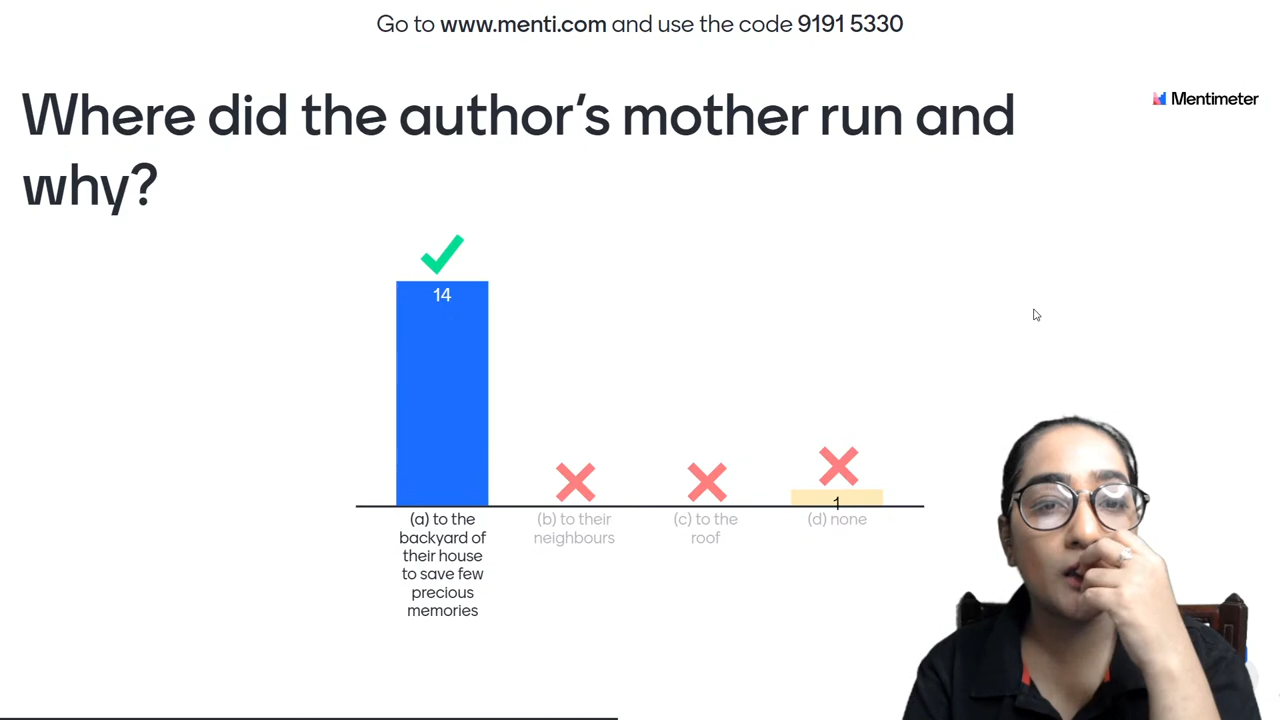 Go to www.menti.com and use the code 9191 5330
Mentimeter
Where did the author's mother run and
why?
14
1
(a) to the
backyard of
their house
to save few
precious
memories
(b) to their
neighbours
(c) to the
roof
(d) none